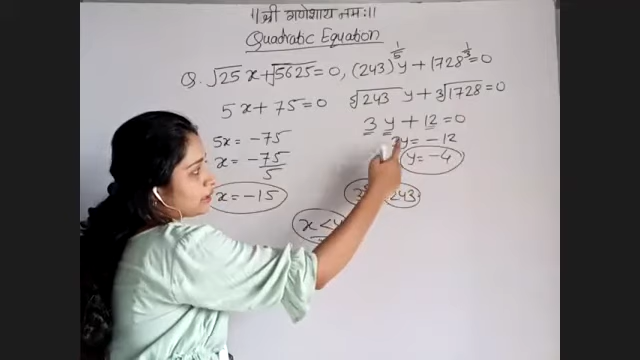 ||श्री गणेशाय नमः||
Quadratic Equation
Q. √25 x+√5625=0, (243)^(1/5) y+1728^(1/3)=0
5x+75=0
5√243 y+3√1728=0
5x=-75
3y+12=0
x=-75/5
3y=-12
x=-15
y=-4
243
x<y